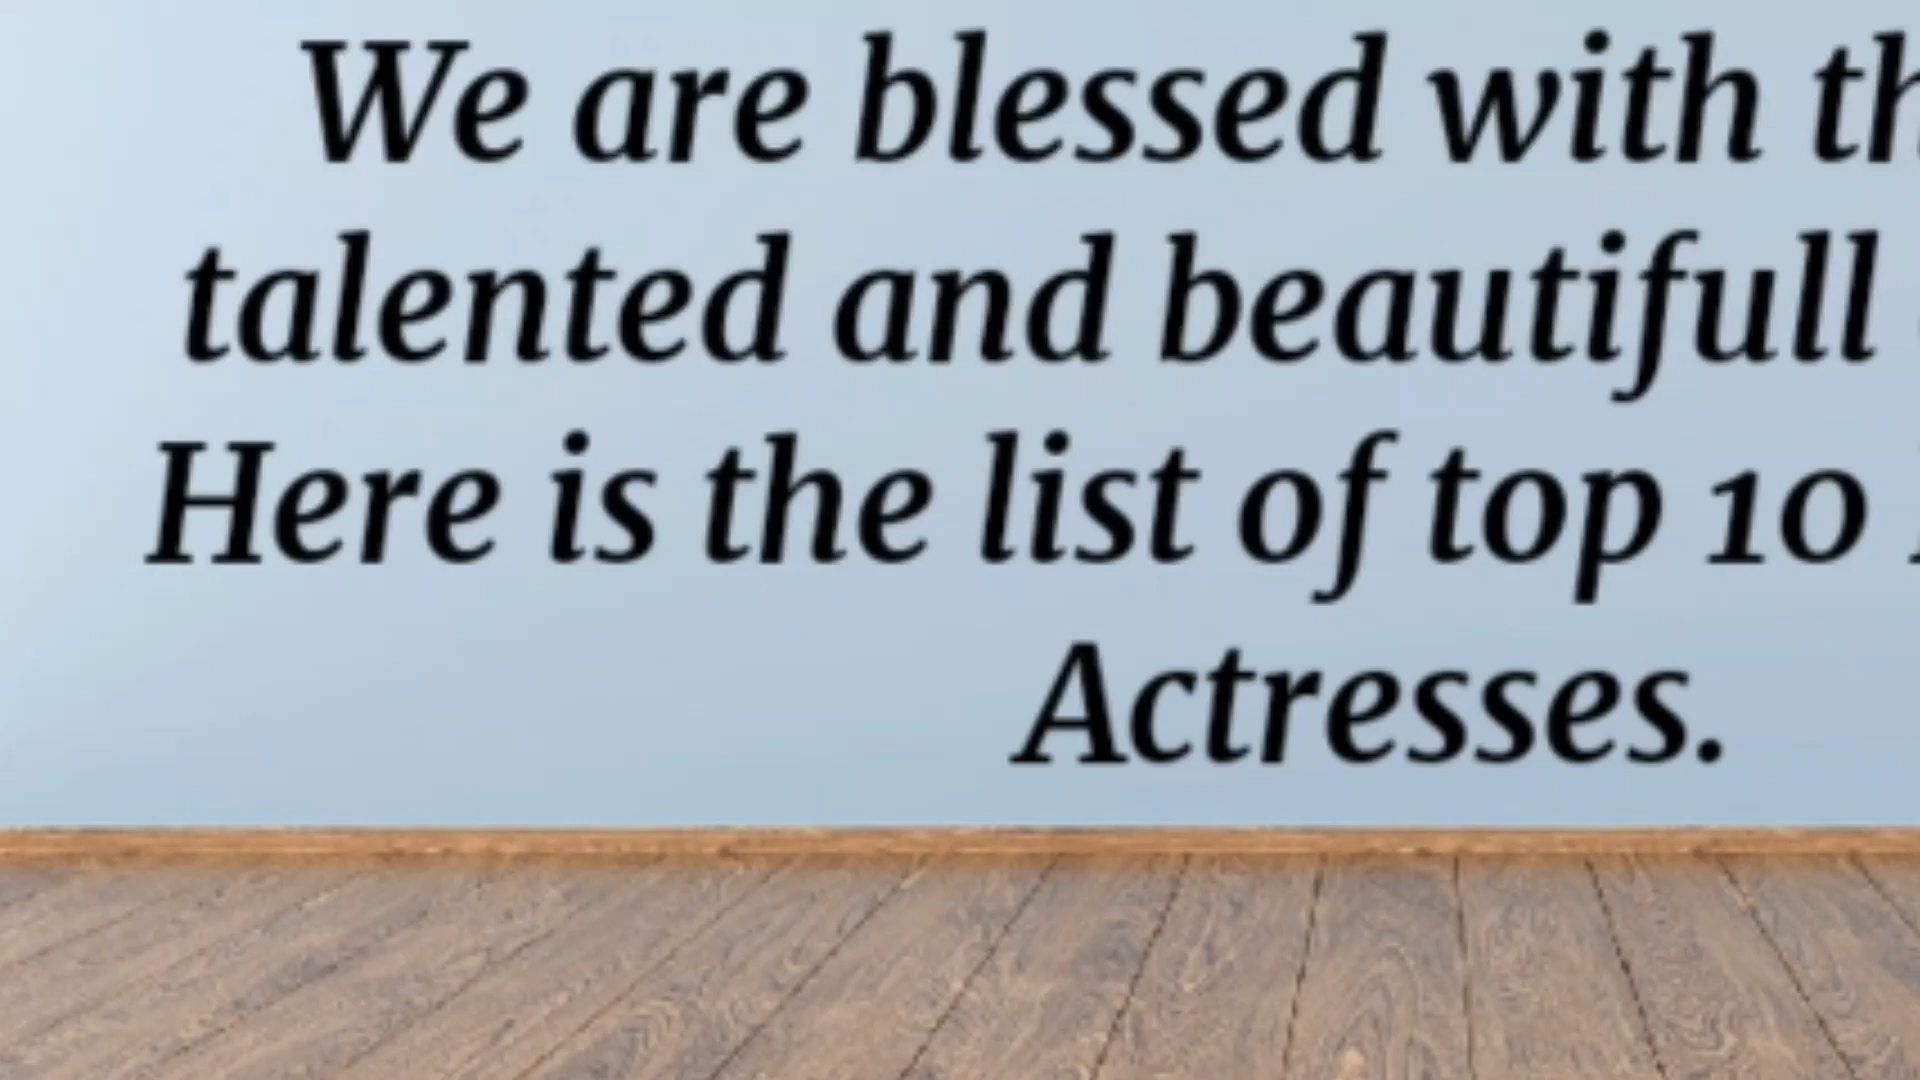 We are blessed with th
talented and beautifull
Here is the list of top 10
Actresses.